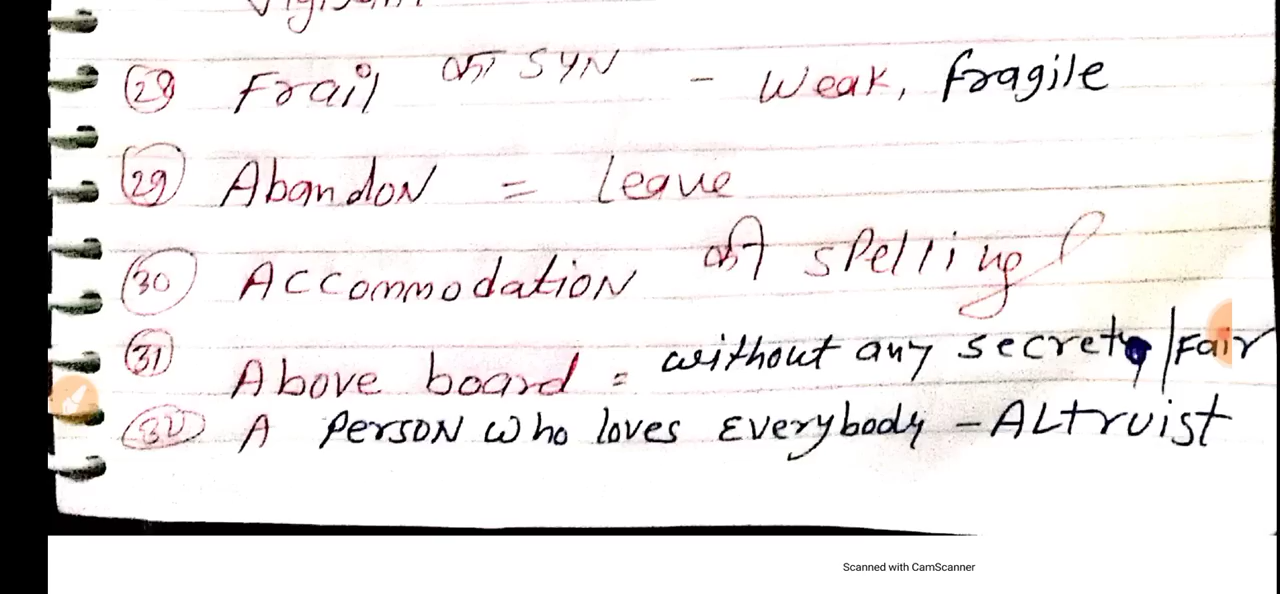 (28) Frail का SYN - Weak, fragile
(29) Abandon = Leave
(30) Accommodation की spelling
(31) Above board = without any secret / Fair
(32) A Person who loves Everybody - ALtruist
Scanned with CamScanner